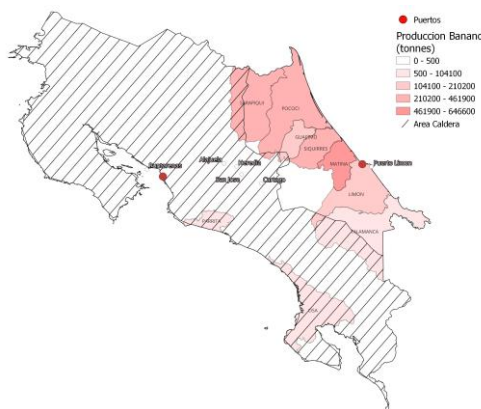 Puertos
Produccion Banano
(tonnes)
0 - 500
500 - 104100
104100 - 210200
210200 - 461900
461900 - 646600
Area Caldera
SARAPIQUI
POCOCI
GUACIMO
SIQUIRRES
MATINA
Puerto Limon
Puntarenas
Alajuela
Heredia
San Jose
Cartago
LIMON
TALAMANCA
PARRITA
OSA